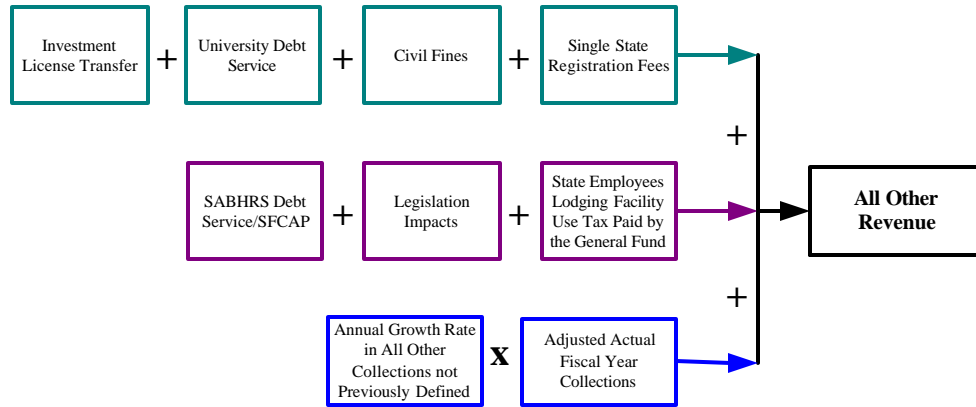 Investment
License Transfer
+
University Debt
Service
+
Civil Fines
+
Single State
Registration Fees
+
SABHRS Debt
Service/SFCAP
+
Legislation
Impacts
+
State Employees
Lodging Facility
Use Tax Paid by
the General Fund
All Other
Revenue
+
Annual Growth Rate
in All Other
Collections not
Previously Defined
x
Adjusted Actual
Fiscal Year
Collections